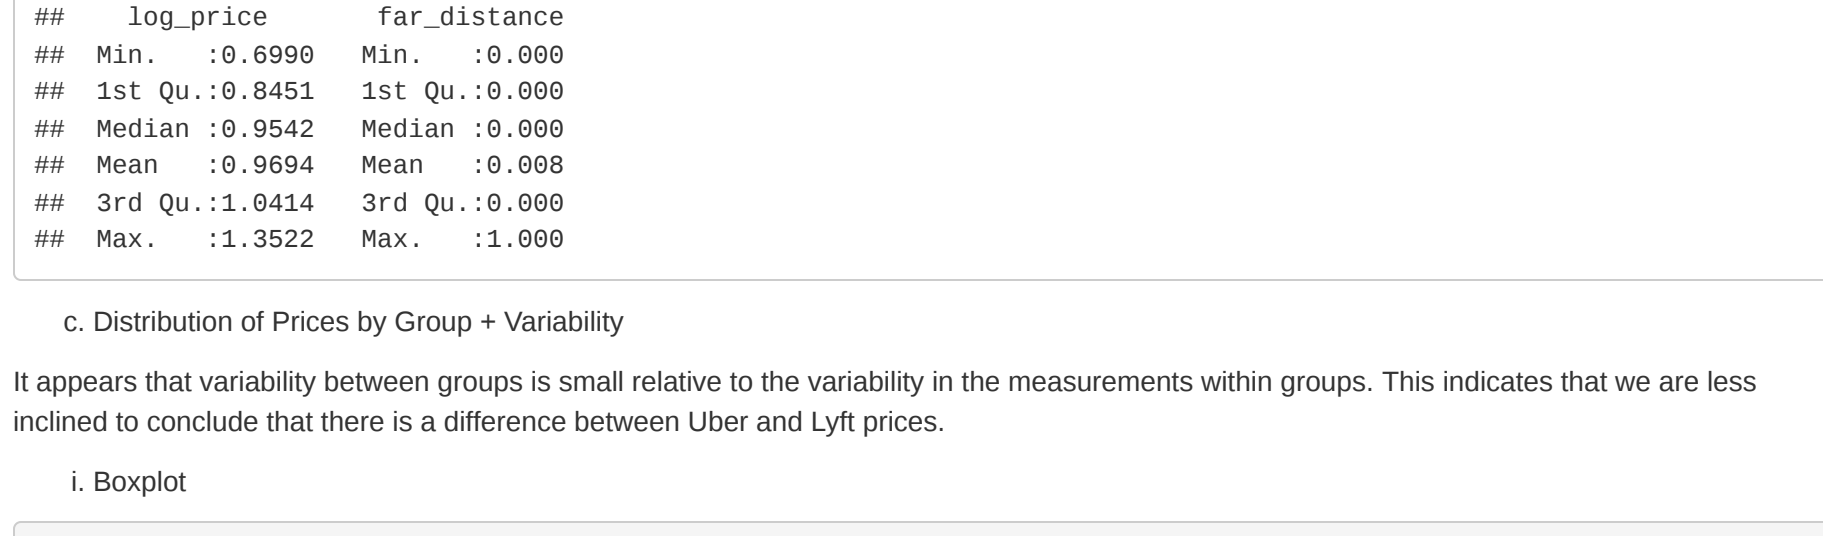 ##    log_price       far_distance
##  Min.   :0.6990   Min.   :0.000
##  1st Qu.:0.8451   1st Qu.:0.000
##  Median :0.9542   Median :0.000
##  Mean   :0.9694   Mean   :0.008
##  3rd Qu.:1.0414   3rd Qu.:0.000
##  Max.   :1.3522   Max.   :1.000
c. Distribution of Prices by Group + Variability
It appears that variability between groups is small relative to the variability in the measurements within groups. This indicates that we are less
inclined to conclude that there is a difference between Uber and Lyft prices.
i. Boxplot